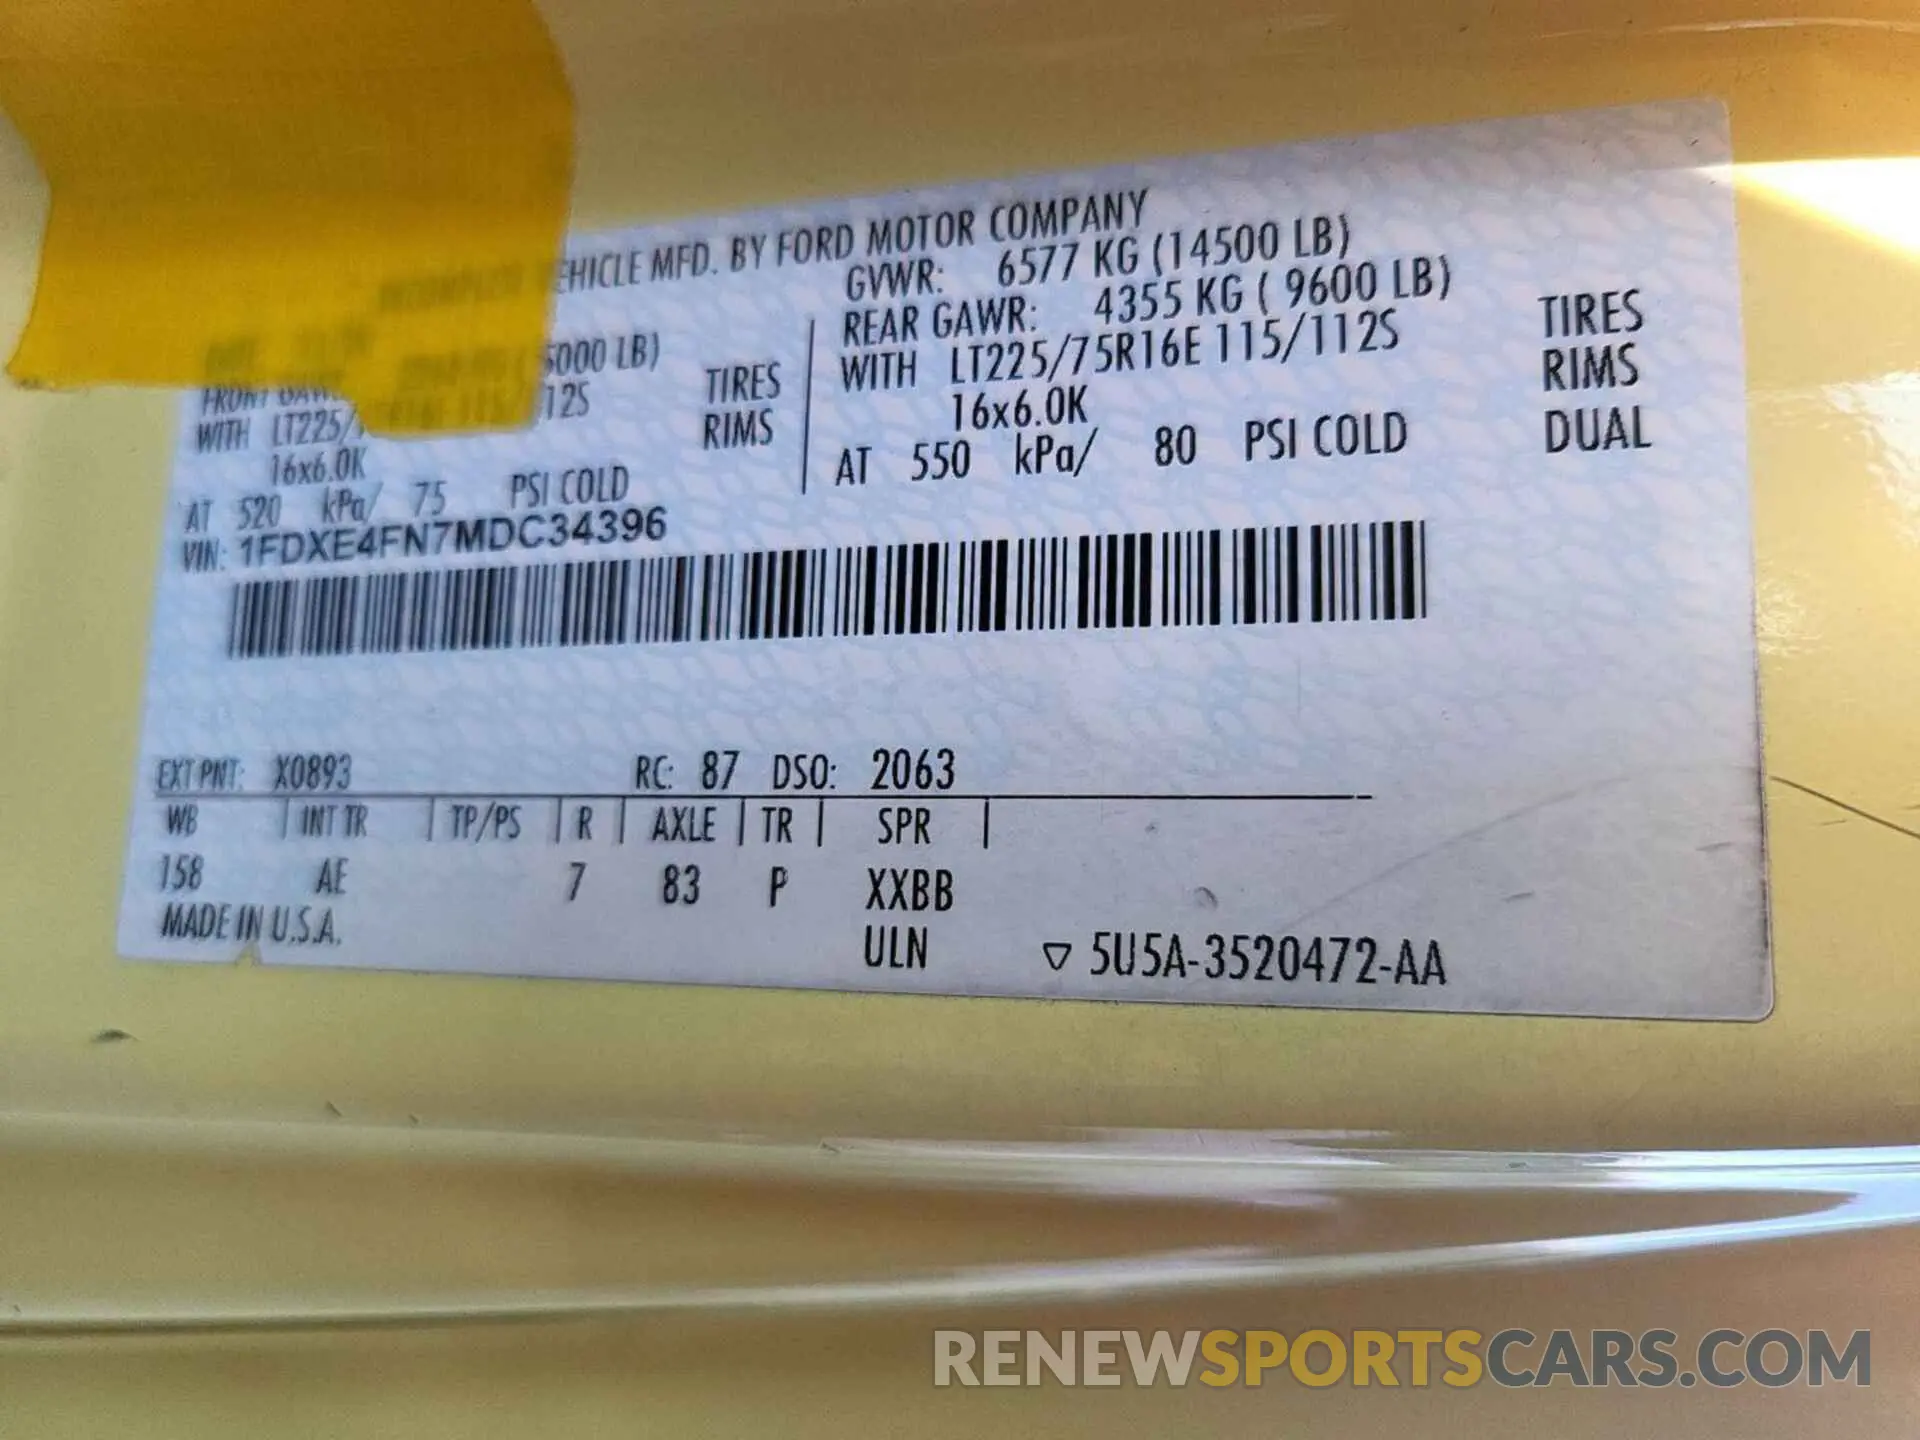 VEHICLE MFD. BY FORD MOTOR COMPANY
GVWR: 6577 KG (14500 LB)
5000 LB)
REAR GAWR: 4355 KG ( 9600 LB)
FRONT GAWR
WITH LT225/ 112S TIRES
16x6.0K RIMS
AT 520 kPa/ 75 PSI COLD
WITH LT225/75R16E 115/112S TIRES
16x6.0K RIMS
AT 550 kPa/ 80 PSI COLD DUAL
VIN: 1FDXE4FN7MDC34396
EXT PNT: X0893 RC: 87 DSO: 2063
WB | INT TR | TP/PS | R | AXLE | TR | SPR |
158 AE 7 83 P XXBB
MADE IN U.S.A.
ULN ▽ 5U5A-3520472-AA
RENEWSPORTSCARS.COM